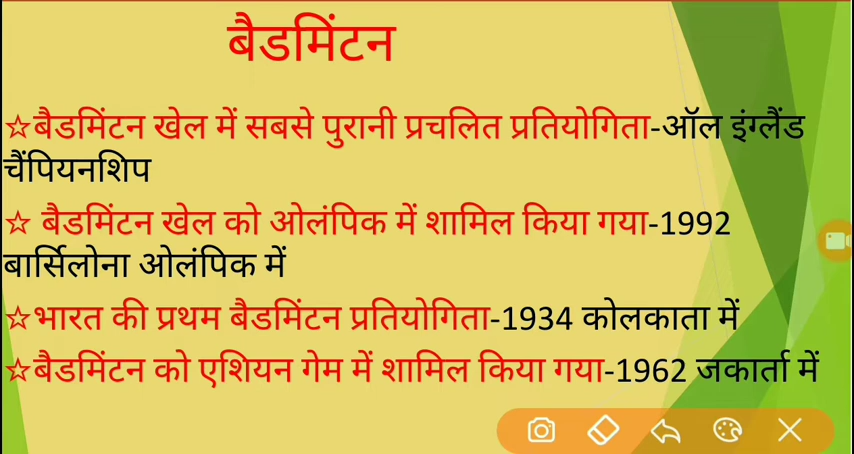 बैडमिंटन
☆बैडमिंटन खेल में सबसे पुरानी प्रचलित प्रतियोगिता-ऑल इंग्लैंड
चैंपियनशिप
☆ बैडमिंटन खेल को ओलंपिक में शामिल किया गया-1992
बार्सिलोना ओलंपिक में
☆भारत की प्रथम बैडमिंटन प्रतियोगिता-1934 कोलकाता में
☆बैडमिंटन को एशियन गेम में शामिल किया गया-1962 जकार्ता में